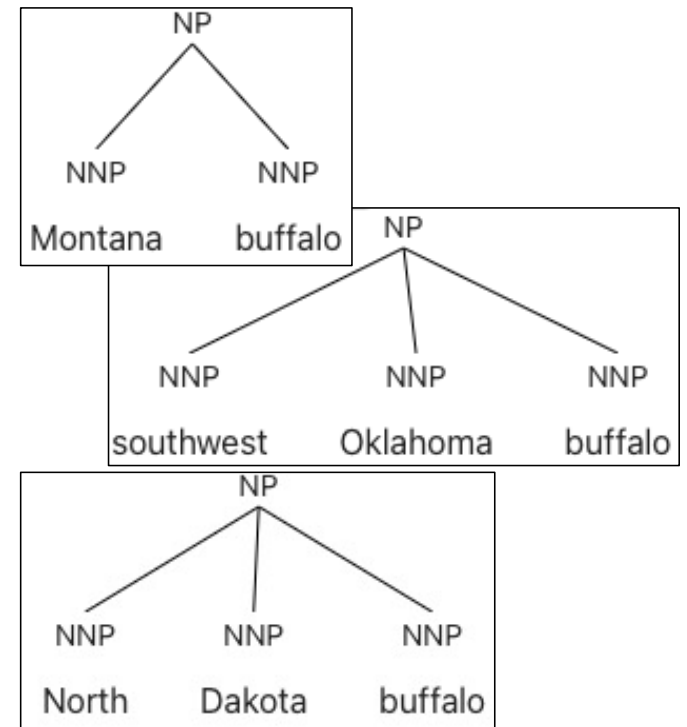 NP
NNP NNP
Montana buffalo
NP
NNP NNP NNP
southwest Oklahoma buffalo
NP
NNP NNP NNP
North Dakota buffalo